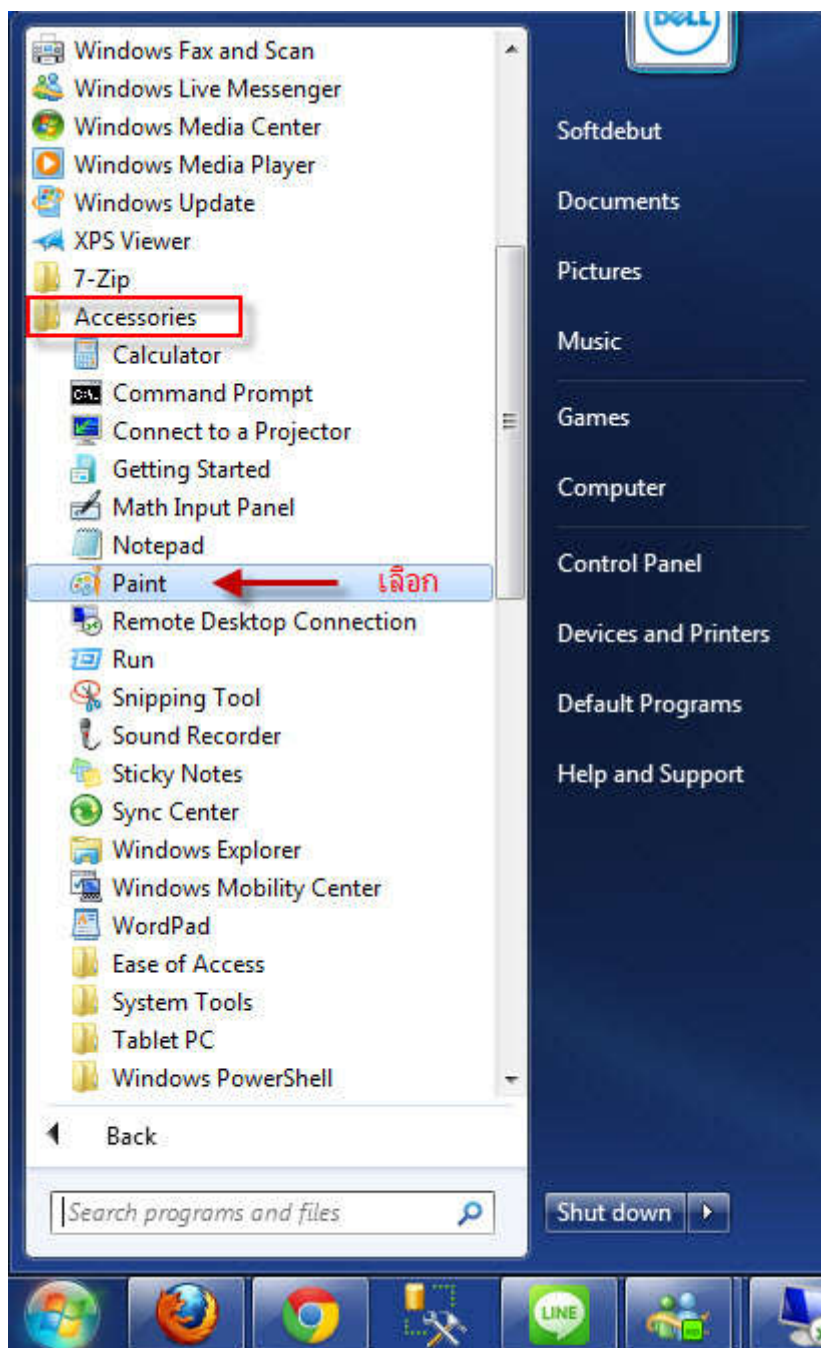 Windows Fax and Scan
Windows Live Messenger
Windows Media Center
Windows Media Player
Windows Update
XPS Viewer
7-Zip
Accessories
Calculator
Command Prompt
Connect to a Projector
Getting Started
Math Input Panel
Notepad
Paint เลือก
Remote Desktop Connection
Run
Snipping Tool
Sound Recorder
Sticky Notes
Sync Center
Windows Explorer
Windows Mobility Center
WordPad
Ease of Access
System Tools
Tablet PC
Windows PowerShell
Back
Search programs and files
DELL
Softdebut
Documents
Pictures
Music
Games
Computer
Control Panel
Devices and Printers
Default Programs
Help and Support
Shut down
LINE